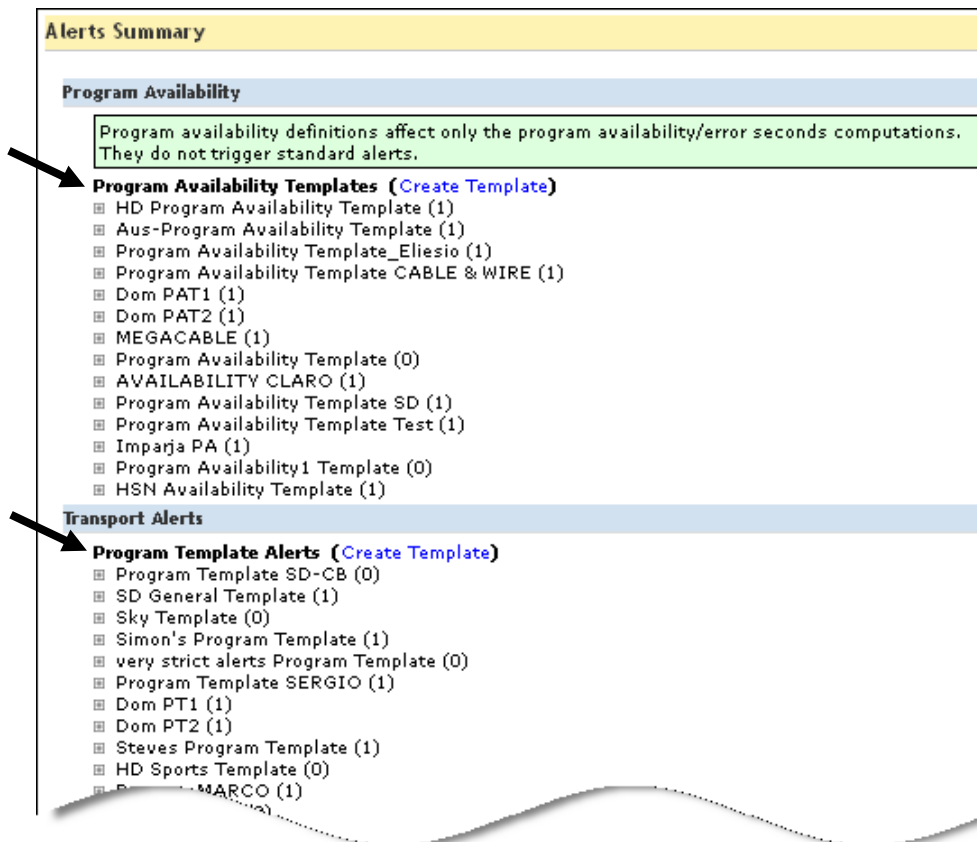 Alerts Summary
Program Availability
Program availability definitions affect only the program availability/error seconds computations.
They do not trigger standard alerts.
Program Availability Templates (Create Template)
HD Program Availability Template (1)
Aus-Program Availability Template (1)
Program Availability Template_Eliesio (1)
Program Availability Template CABLE & WIRE (1)
Dom PAT1 (1)
Dom PAT2 (1)
MEGACABLE (1)
Program Availability Template (0)
AVAILABILITY CLARO (1)
Program Availability Template SD (1)
Program Availability Template Test (1)
Imparja PA (1)
Program Availability1 Template (0)
HSN Availability Template (1)
Transport Alerts
Program Template Alerts (Create Template)
Program Template SD-CB (0)
SD General Template (1)
Sky Template (0)
Simon's Program Template (1)
very strict alerts Program Template (0)
Program Template SERGIO (1)
Dom PT1 (1)
Dom PT2 (1)
Steves Program Template (1)
HD Sports Template (0)
MARCO (1)